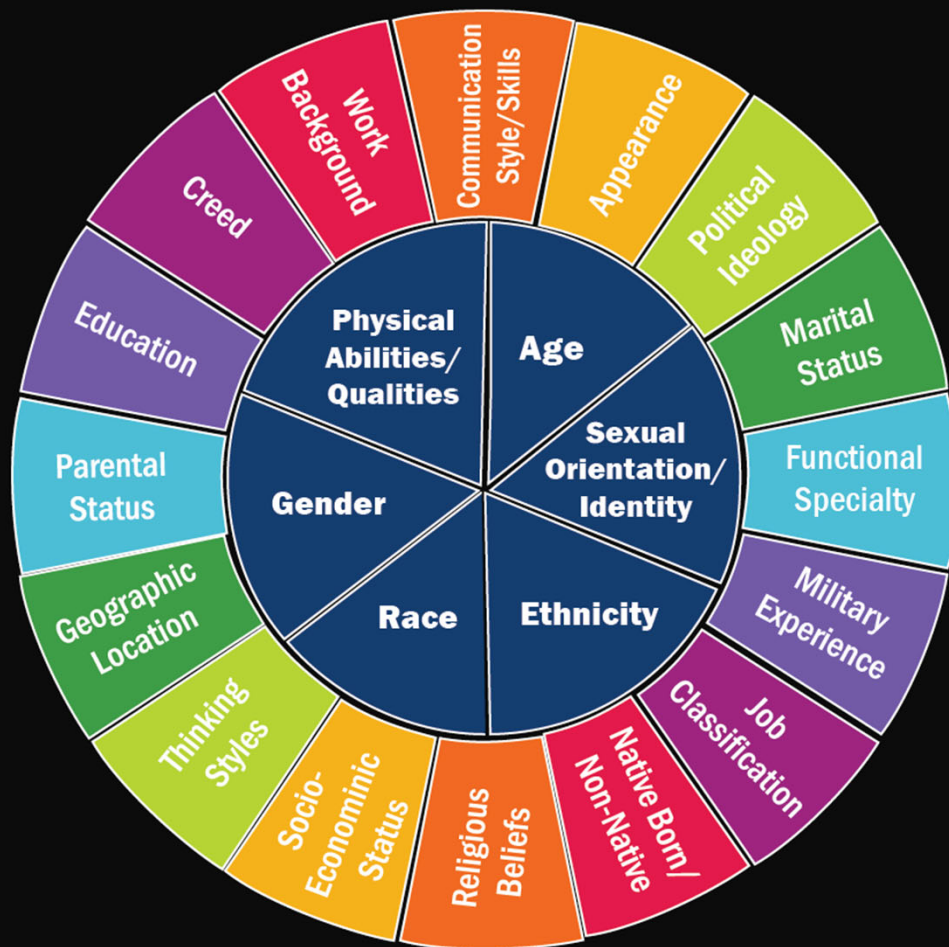 Communication
Style/Skills
Appearance
Political
Ideology
Marital
Status
Functional
Specialty
Military
Experience
Job
Classification
Native Born/
Non-Native
Religious
Beliefs
Socio-
Econominic
Status
Thinking
Styles
Geographic
Location
Parental
Status
Education
Creed
Work
Background
Physical
Abilities/
Qualities
Age
Sexual
Orientation/
Identity
Ethnicity
Race
Gender